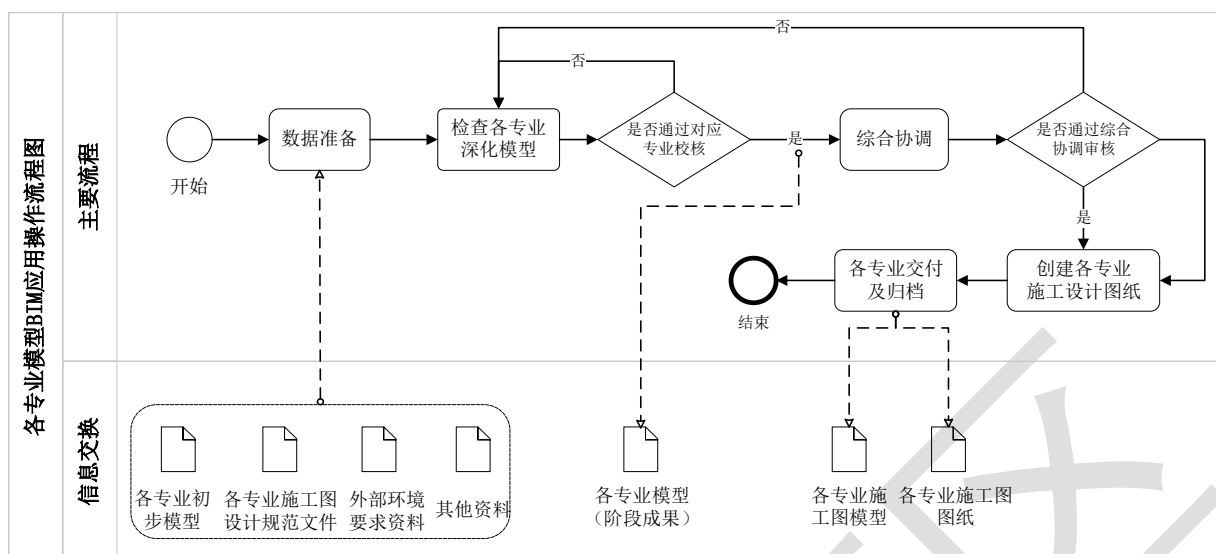 各专业模型BIM应用操作流程图
主要流程
否
否
数据准备
检查各专业
深化模型
是否通过对应
专业校核
是
综合协调
是否通过综合
协调审核
开始
是
各专业交付
及归档
创建各专业
施工设计图纸
结束
信息交换
各专业初
步模型
各专业施工图
设计规范文件
外部环境
要求资料
其他资料
各专业模型
（阶段成果）
各专业施
工图模型
各专业施工图
图纸